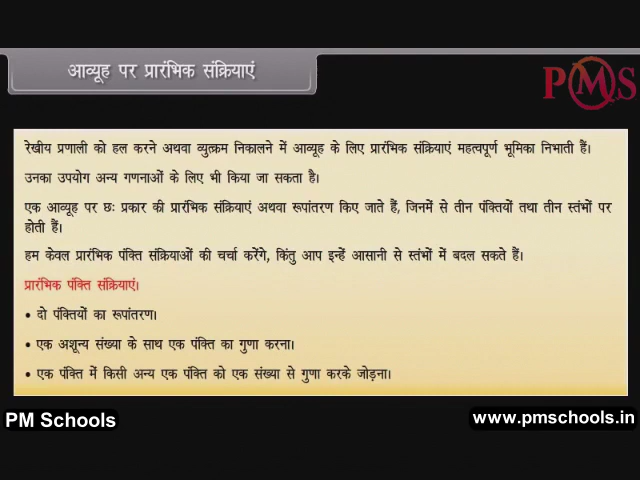 आव्यूह पर प्रारंभिक संक्रियाएं
PMS
रेखीय प्रणाली को हल करने अथवा व्युत्क्रम निकालने में आव्यूह के लिए प्रारंभिक संक्रियाएं महत्वपूर्ण भूमिका निभाती हैं।
उनका उपयोग अन्य गणनाओं के लिए भी किया जा सकता है।
एक आव्यूह पर छः प्रकार की प्रारंभिक संक्रियाएं अथवा रूपांतरण किए जाते हैं, जिनमें से तीन पंक्तियों तथा तीन स्तंभों पर
होती हैं।
हम केवल प्रारंभिक पंक्ति संक्रियाओं की चर्चा करेंगे, किंतु आप इन्हें आसानी से स्तंभों में बदल सकते हैं।
प्रारंभिक पंक्ति संक्रियाएं।
• दो पंक्तियों का रूपांतरण।
• एक अशून्य संख्या के साथ एक पंक्ति का गुणा करना।
• एक पंक्ति में किसी अन्य एक पंक्ति को एक संख्या से गुणा करके जोड़ना।
PM Schools
www.pmschools.in